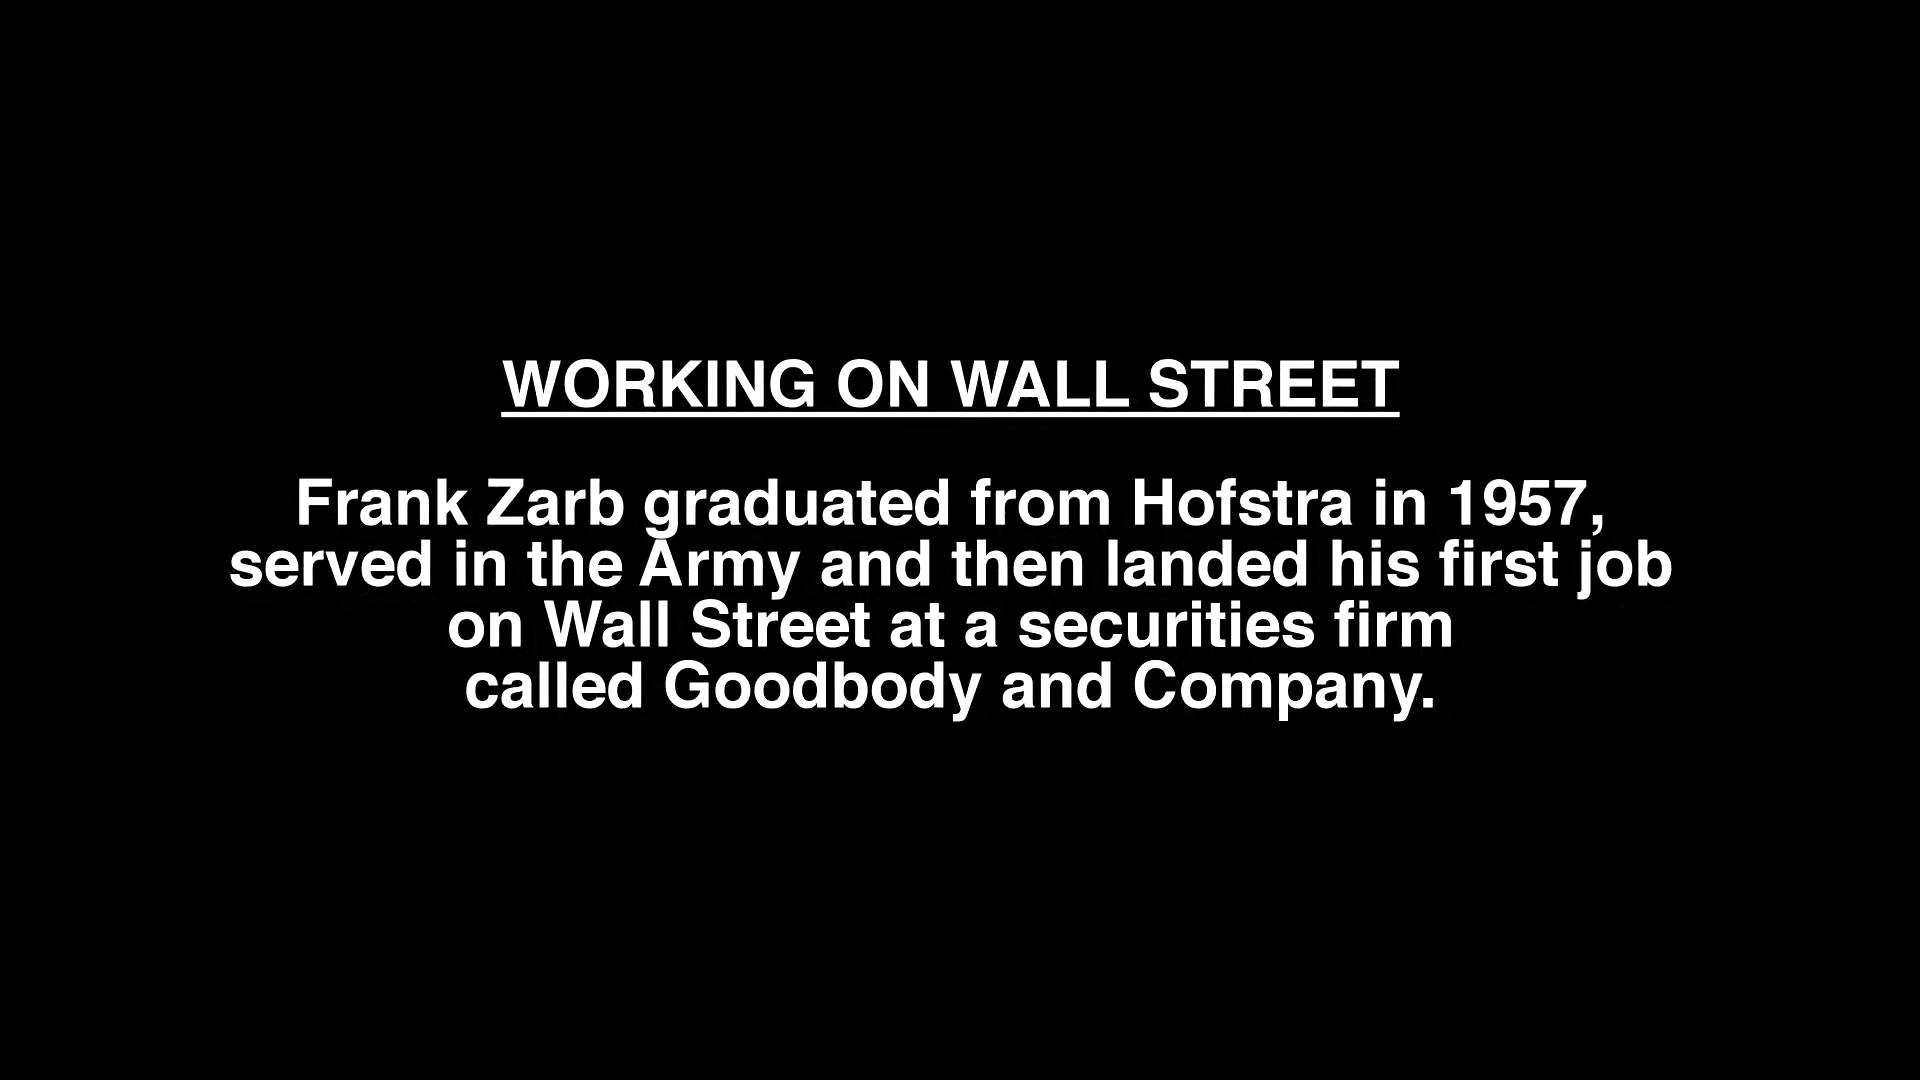 WORKING ON WALL STREET
Frank Zarb graduated from Hofstra in 1957,
served in the Army and then landed his first job
on Wall Street at a securities firm
called Goodbody and Company.